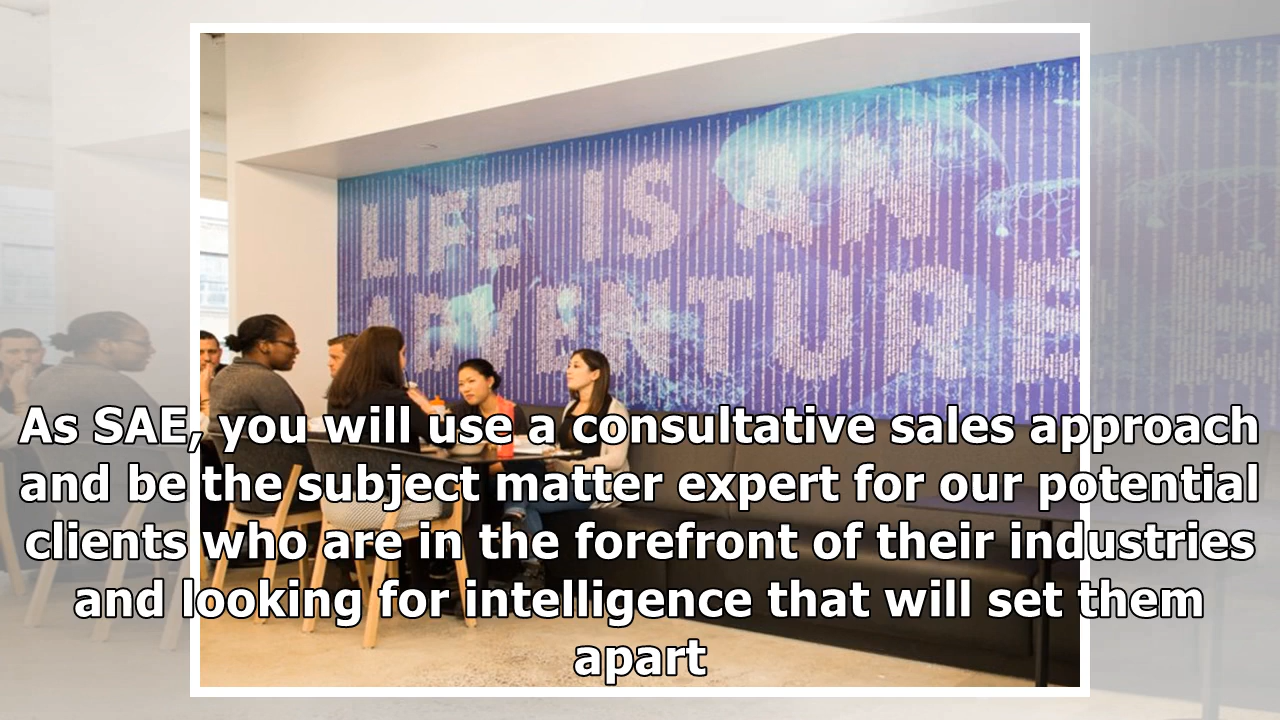 LIFE IS AN
ADVENTURE
As SAE, you will use a consultative sales approach
and be the subject matter expert for our potential
clients who are in the forefront of their industries
and looking for intelligence that will set them
apart